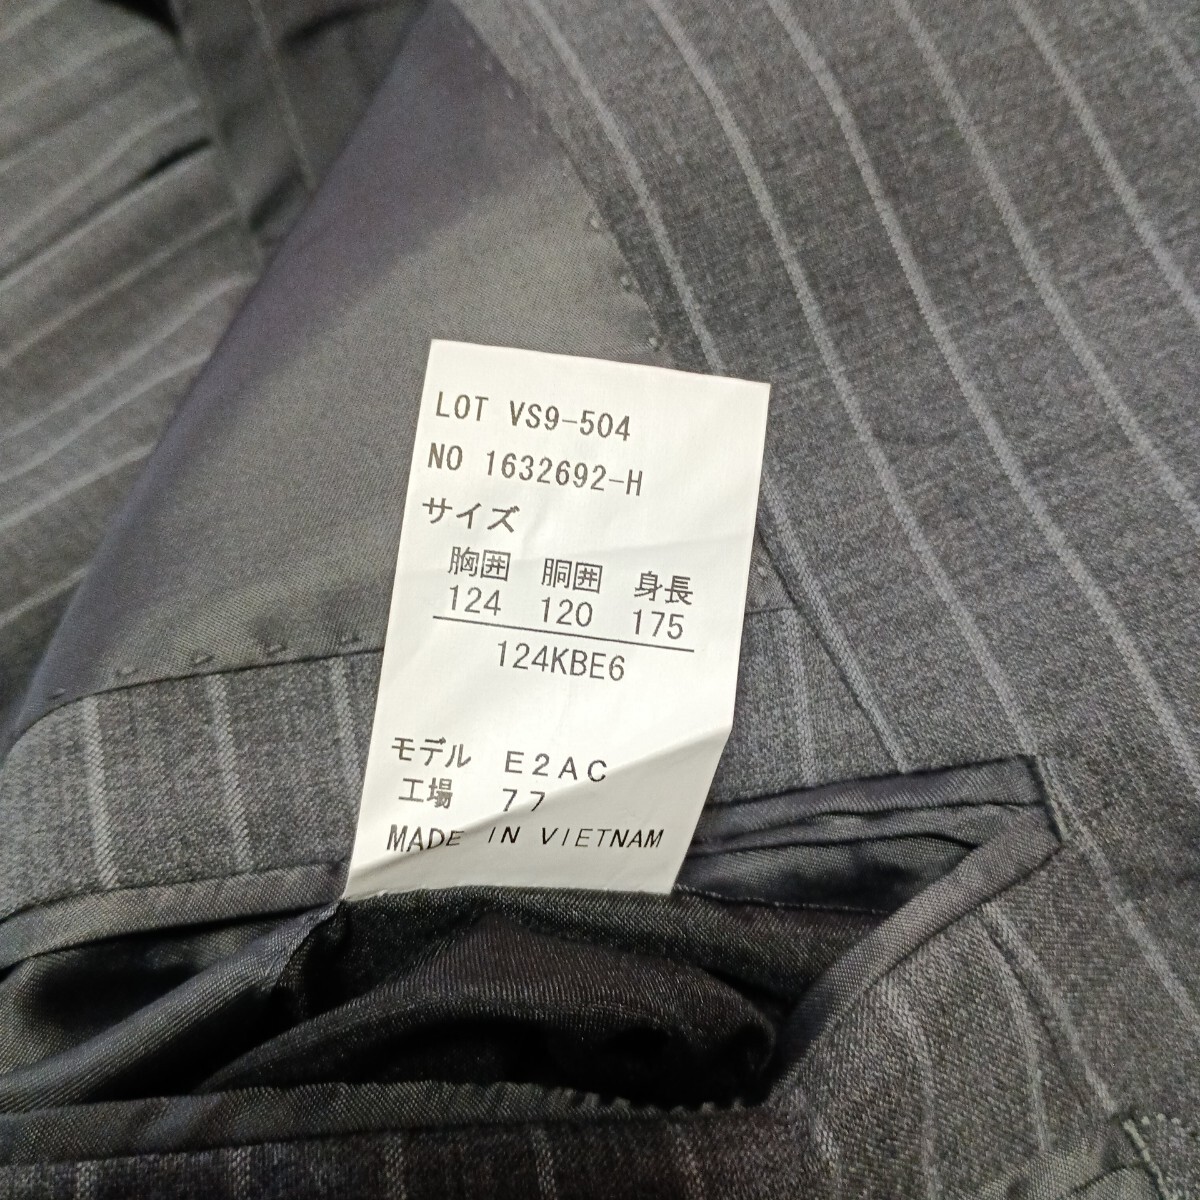 LOT VS9-504
NO 1632692-H
サイズ
胸囲 胴囲 身長
124 120 175
124KBE6
モデル E2AC
工場 77
MADE IN VIETNAM